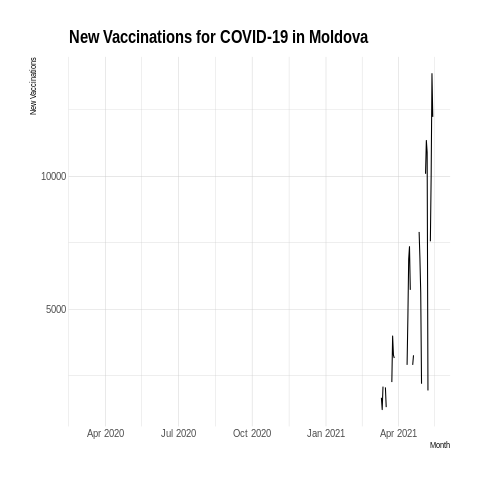 New Vaccinations for COVID-19 in Moldova
New Vaccinations
10000
5000
Apr 2020 Jul 2020 Oct 2020 Jan 2021 Apr 2021
Month